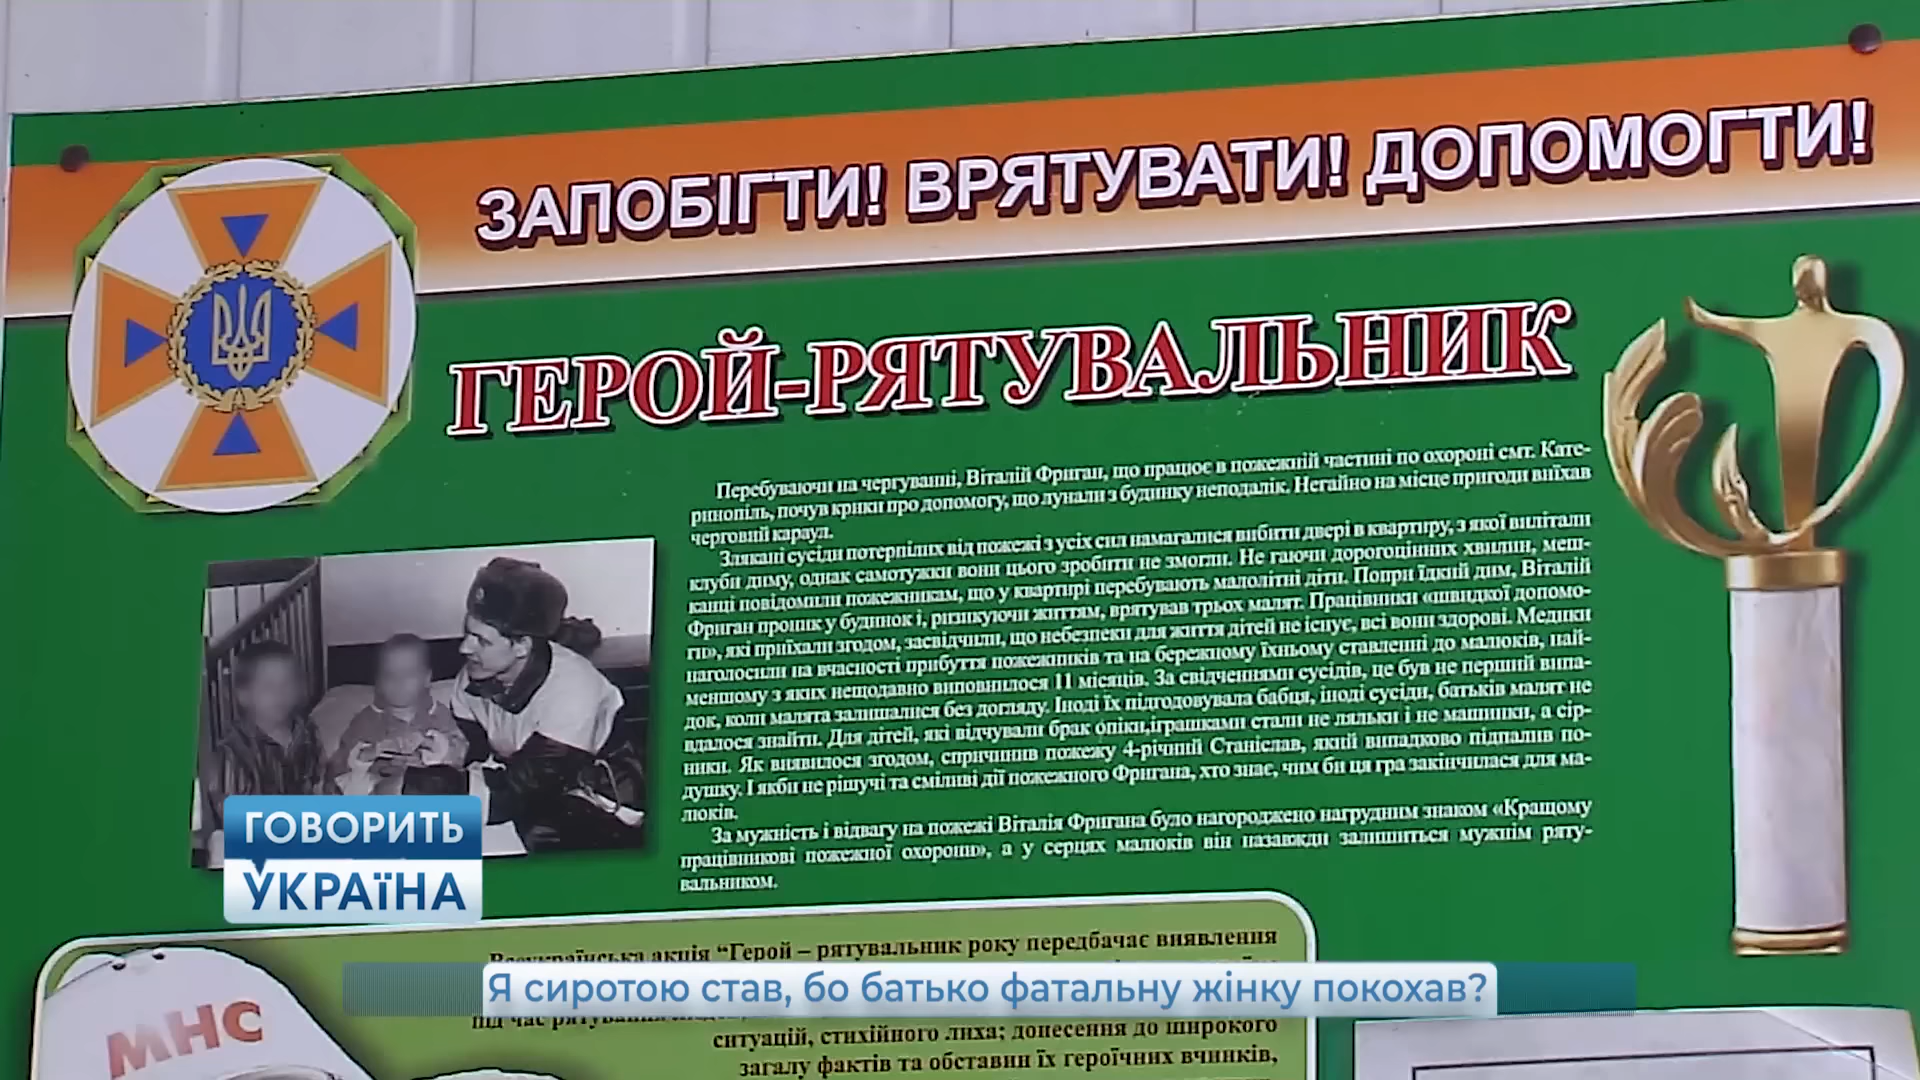 ЗАПОБІГТИ! ВРЯТУВАТИ! ДОПОМОГТИ!
ГЕРОЙ-РЯТУВАЛЬНИК
Перебуваючи на чергуванні, Віталій Фриган, що працює в пожежній частині по охороні смт. Кате-
ринопіль, почув крики про допомогу, що лунали з будинку неподалік. Негайно на місце пригоди виїхав
черговий караул.
Злякані сусіди потерпілих від пожежі з усіх сил намагалися вибити двері в квартиру, з якої вилітали
клуби диму, однак самотужки вони цього зробити не змогли. Не гаючи дорогоцінних хвилин, меш-
канці повідомили пожежникам, що у квартирі перебувають малолітні діти. Попри їдкий дим, Віталій
Фриган проник у будинок і, ризикуючи життям, врятував трьох малят. Працівники «швидкої допомо-
ги», які приїхали згодом, засвідчили, що небезпеки для життя дітей не існує, всі вони здорові. Медики
наголосили на вчасності прибуття пожежників та на бережному їхньому ставленні до малюків, най-
меншому з яких нещодавно виповнилося 11 місяців. За свідченнями сусідів, це був не перший випа-
док, коли малята залишалися без догляду. Іноді їх підгодовувала бабця, іноді сусіди, батьків малят не
вдалося знайти. Для дітей, які відчували брак опіки,іграшками стали не ляльки і не машинки, а сір-
ники. Як виявилося згодом, спричинив пожежу 4-річний Станіслав, який випадково підпалив по-
душку. І якби не рішучі та сміливі дії пожежного Фригана, хто знає, чим би ця гра закінчилася для ма-
люків.
За мужність і відвагу на пожежі Віталія Фригана було нагороджено нагрудним знаком «Кращому
працівникові пожежної охорони», а у серцях малюків він назавжди залишиться мужнім ряту-
вальником.
ГОВОРИТЬ
УКРАЇНА
Всеукраїнська акція “Герой – рятувальник року передбачає виявлення
Я сиротою став, бо батько фатальну жінку покохав?
під час
ситуацій, стихійного лиха; донесення до широкого
загалу фактів та обставин їх героїчних вчинків,
МНС